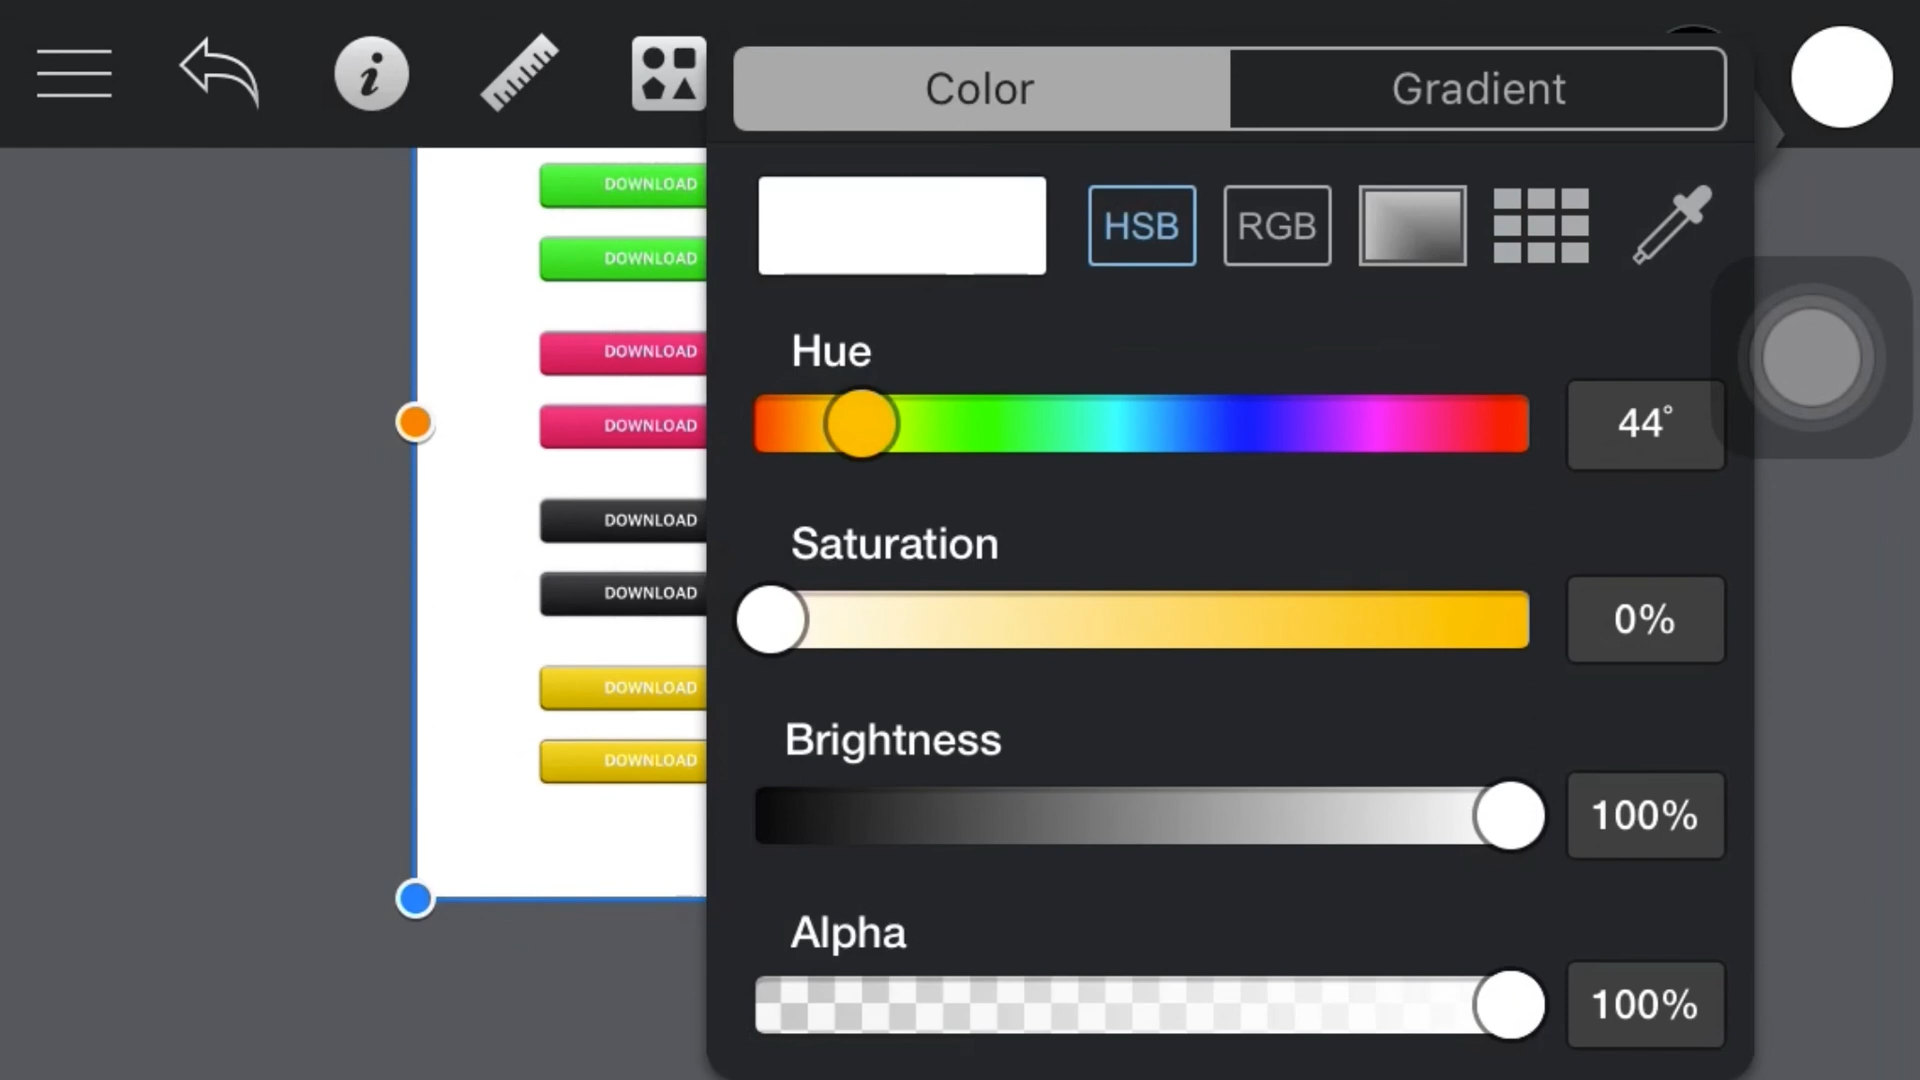 Color
Gradient
HSB
RGB
Hue
44°
Saturation
0%
Brightness
100%
Alpha
100%
DOWNLOAD
DOWNLOAD
DOWNLOAD
DOWNLOAD
DOWNLOAD
DOWNLOAD
DOWNLOAD
DOWNLOAD